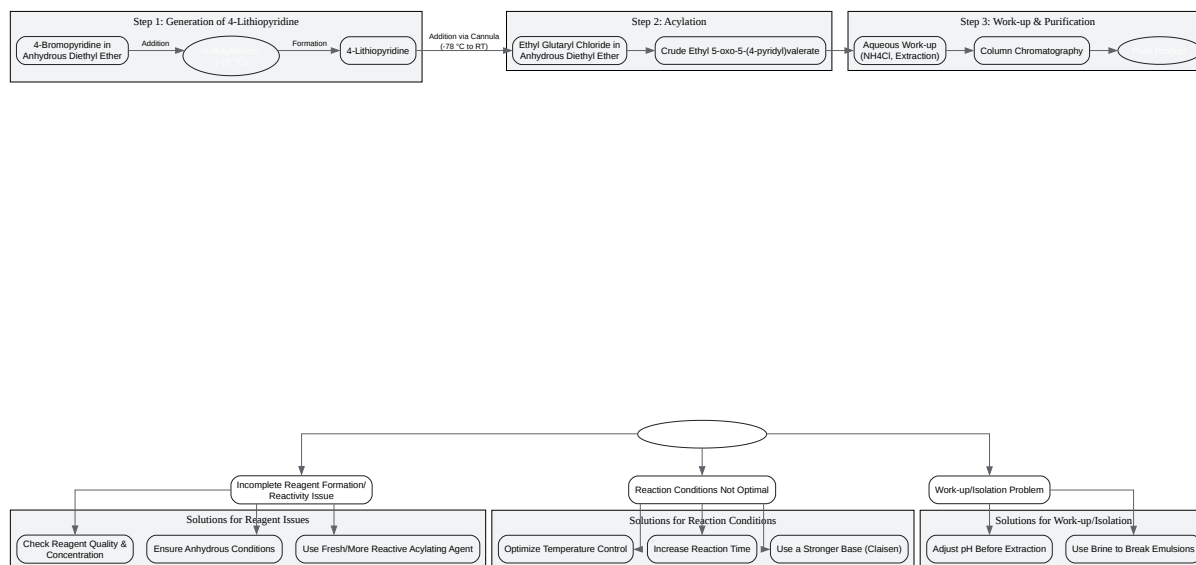 Step 1: Generation of 4-Lithiopyridine
4-Bromopyridine in
Anhydrous Diethyl Ether
Addition
(-78 °C)
Formation
4-Lithiopyridine
Addition via Cannula
(-78 °C to RT)
Step 2: Acylation
Ethyl Glutaryl Chloride in
Anhydrous Diethyl Ether
Crude Ethyl 5-oxo-5-(4-pyridyl)valerate
Step 3: Work-up & Purification
Aqueous Work-up
(NH4Cl, Extraction)
Column Chromatography
Incomplete Reagent Formation/
Reactivity Issue
Reaction Conditions Not Optimal
Work-up/Isolation Problem
Solutions for Reagent Issues
Check Reagent Quality &
Concentration
Ensure Anhydrous Conditions
Use Fresh/More Reactive Acylating Agent
Solutions for Reaction Conditions
Optimize Temperature Control
Increase Reaction Time
Use a Stronger Base (Claisen)
Solutions for Work-up/Isolation
Adjust pH Before Extraction
Use Brine to Break Emulsions